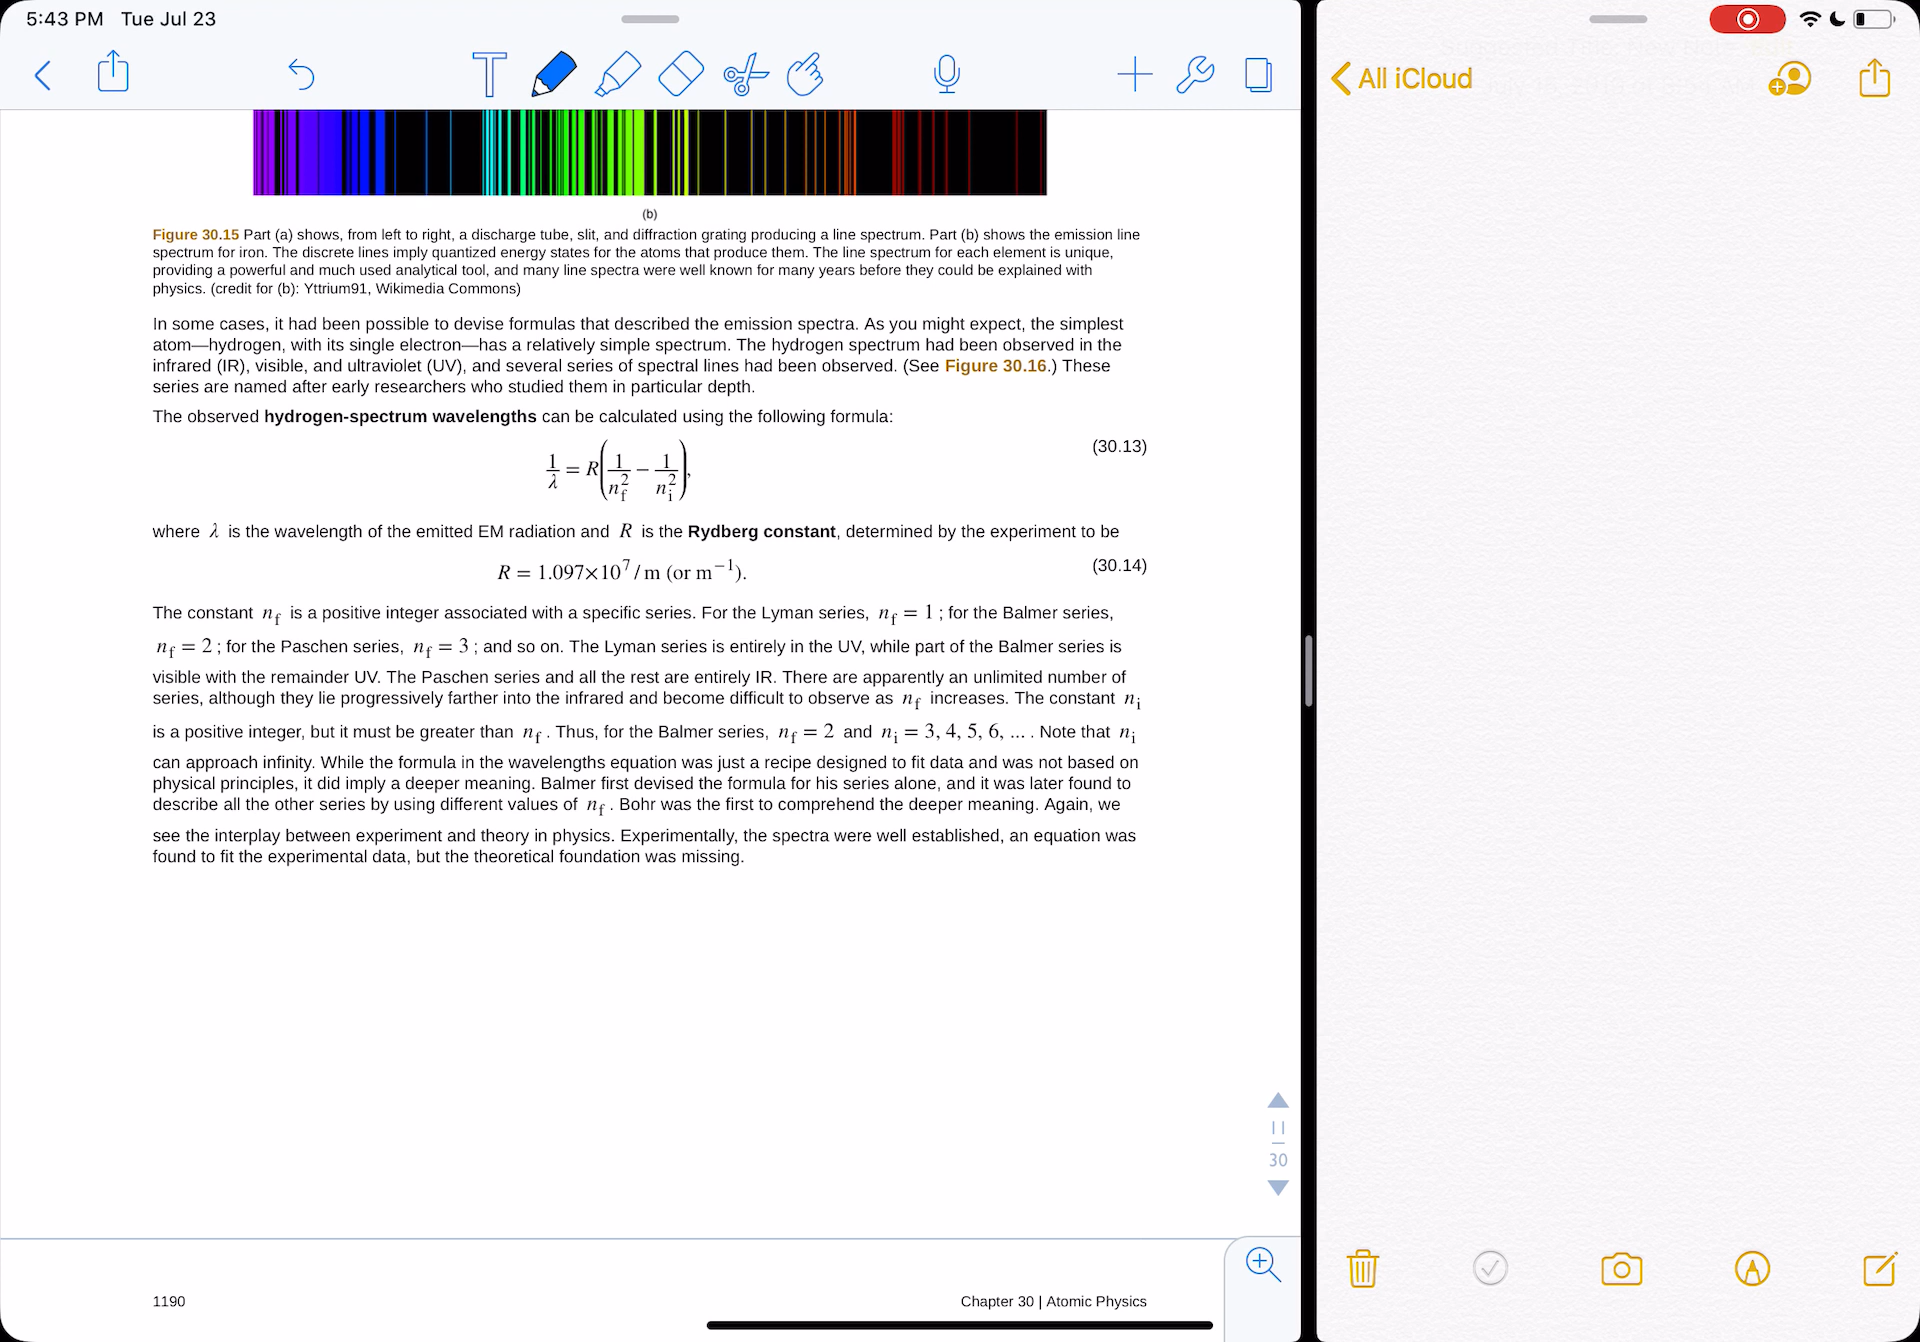 5:43 PM Tue Jul 23
All iCloud
(b)
Figure 30.15 Part (a) shows, from left to right, a discharge tube, slit, and diffraction grating producing a line spectrum. Part (b) shows the emission line
spectrum for iron. The discrete lines imply quantized energy states for the atoms that produce them. The line spectrum for each element is unique,
providing a powerful and much used analytical tool, and many line spectra were well known for many years before they could be explained with
physics. (credit for (b): Yttrium91, Wikimedia Commons)
In some cases, it had been possible to devise formulas that described the emission spectra. As you might expect, the simplest
atom—hydrogen, with its single electron—has a relatively simple spectrum. The hydrogen spectrum had been observed in the
infrared (IR), visible, and ultraviolet (UV), and several series of spectral lines had been observed. (See Figure 30.16.) These
series are named after early researchers who studied them in particular depth.
The observed hydrogen-spectrum wavelengths can be calculated using the following formula:
1/λ = R(1/n_f^2 − 1/n_i^2), (30.13)
where λ is the wavelength of the emitted EM radiation and R is the Rydberg constant, determined by the experiment to be
R = 1.097×10^7 / m (or m^−1). (30.14)
The constant n_f is a positive integer associated with a specific series. For the Lyman series, n_f = 1 ; for the Balmer series,
n_f = 2 ; for the Paschen series, n_f = 3 ; and so on. The Lyman series is entirely in the UV, while part of the Balmer series is
visible with the remainder UV. The Paschen series and all the rest are entirely IR. There are apparently an unlimited number of
series, although they lie progressively farther into the infrared and become difficult to observe as n_f increases. The constant n_i
is a positive integer, but it must be greater than n_f . Thus, for the Balmer series, n_f = 2 and n_i = 3, 4, 5, 6, ... . Note that n_i
can approach infinity. While the formula in the wavelengths equation was just a recipe designed to fit data and was not based on
physical principles, it did imply a deeper meaning. Balmer first devised the formula for his series alone, and it was later found to
describe all the other series by using different values of n_f . Bohr was the first to comprehend the deeper meaning. Again, we
see the interplay between experiment and theory in physics. Experimentally, the spectra were well established, an equation was
found to fit the experimental data, but the theoretical foundation was missing.
11
30
1190
Chapter 30 | Atomic Physics